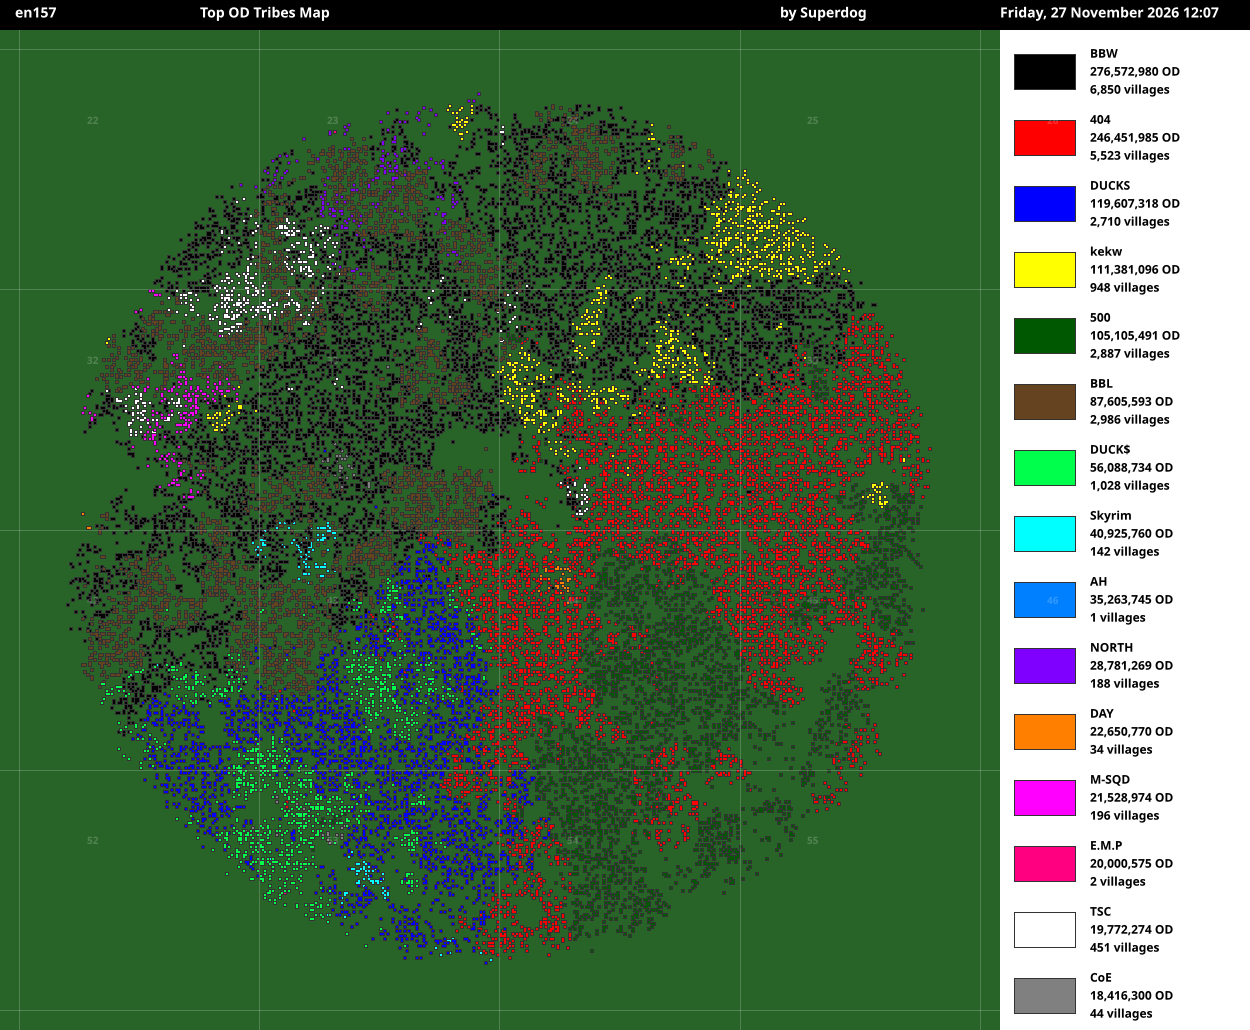 en157 Top OD Tribes Map by Superdog Friday, 27 November 2026 12:07
BBW
276,572,980 OD
6,850 villages
404
246,451,985 OD
5,523 villages
DUCKS
119,607,318 OD
2,710 villages
kekw
111,381,096 OD
948 villages
500
105,105,491 OD
2,887 villages
BBL
87,605,593 OD
2,986 villages
DUCK$
56,088,734 OD
1,028 villages
Skyrim
40,925,760 OD
142 villages
AH
35,263,745 OD
1 villages
NORTH
28,781,269 OD
188 villages
DAY
22,650,770 OD
34 villages
M-SQD
21,528,974 OD
196 villages
E.M.P
20,000,575 OD
2 villages
TSC
19,772,274 OD
451 villages
CoE
18,416,300 OD
44 villages
22 23 25
32
46
52 54 55